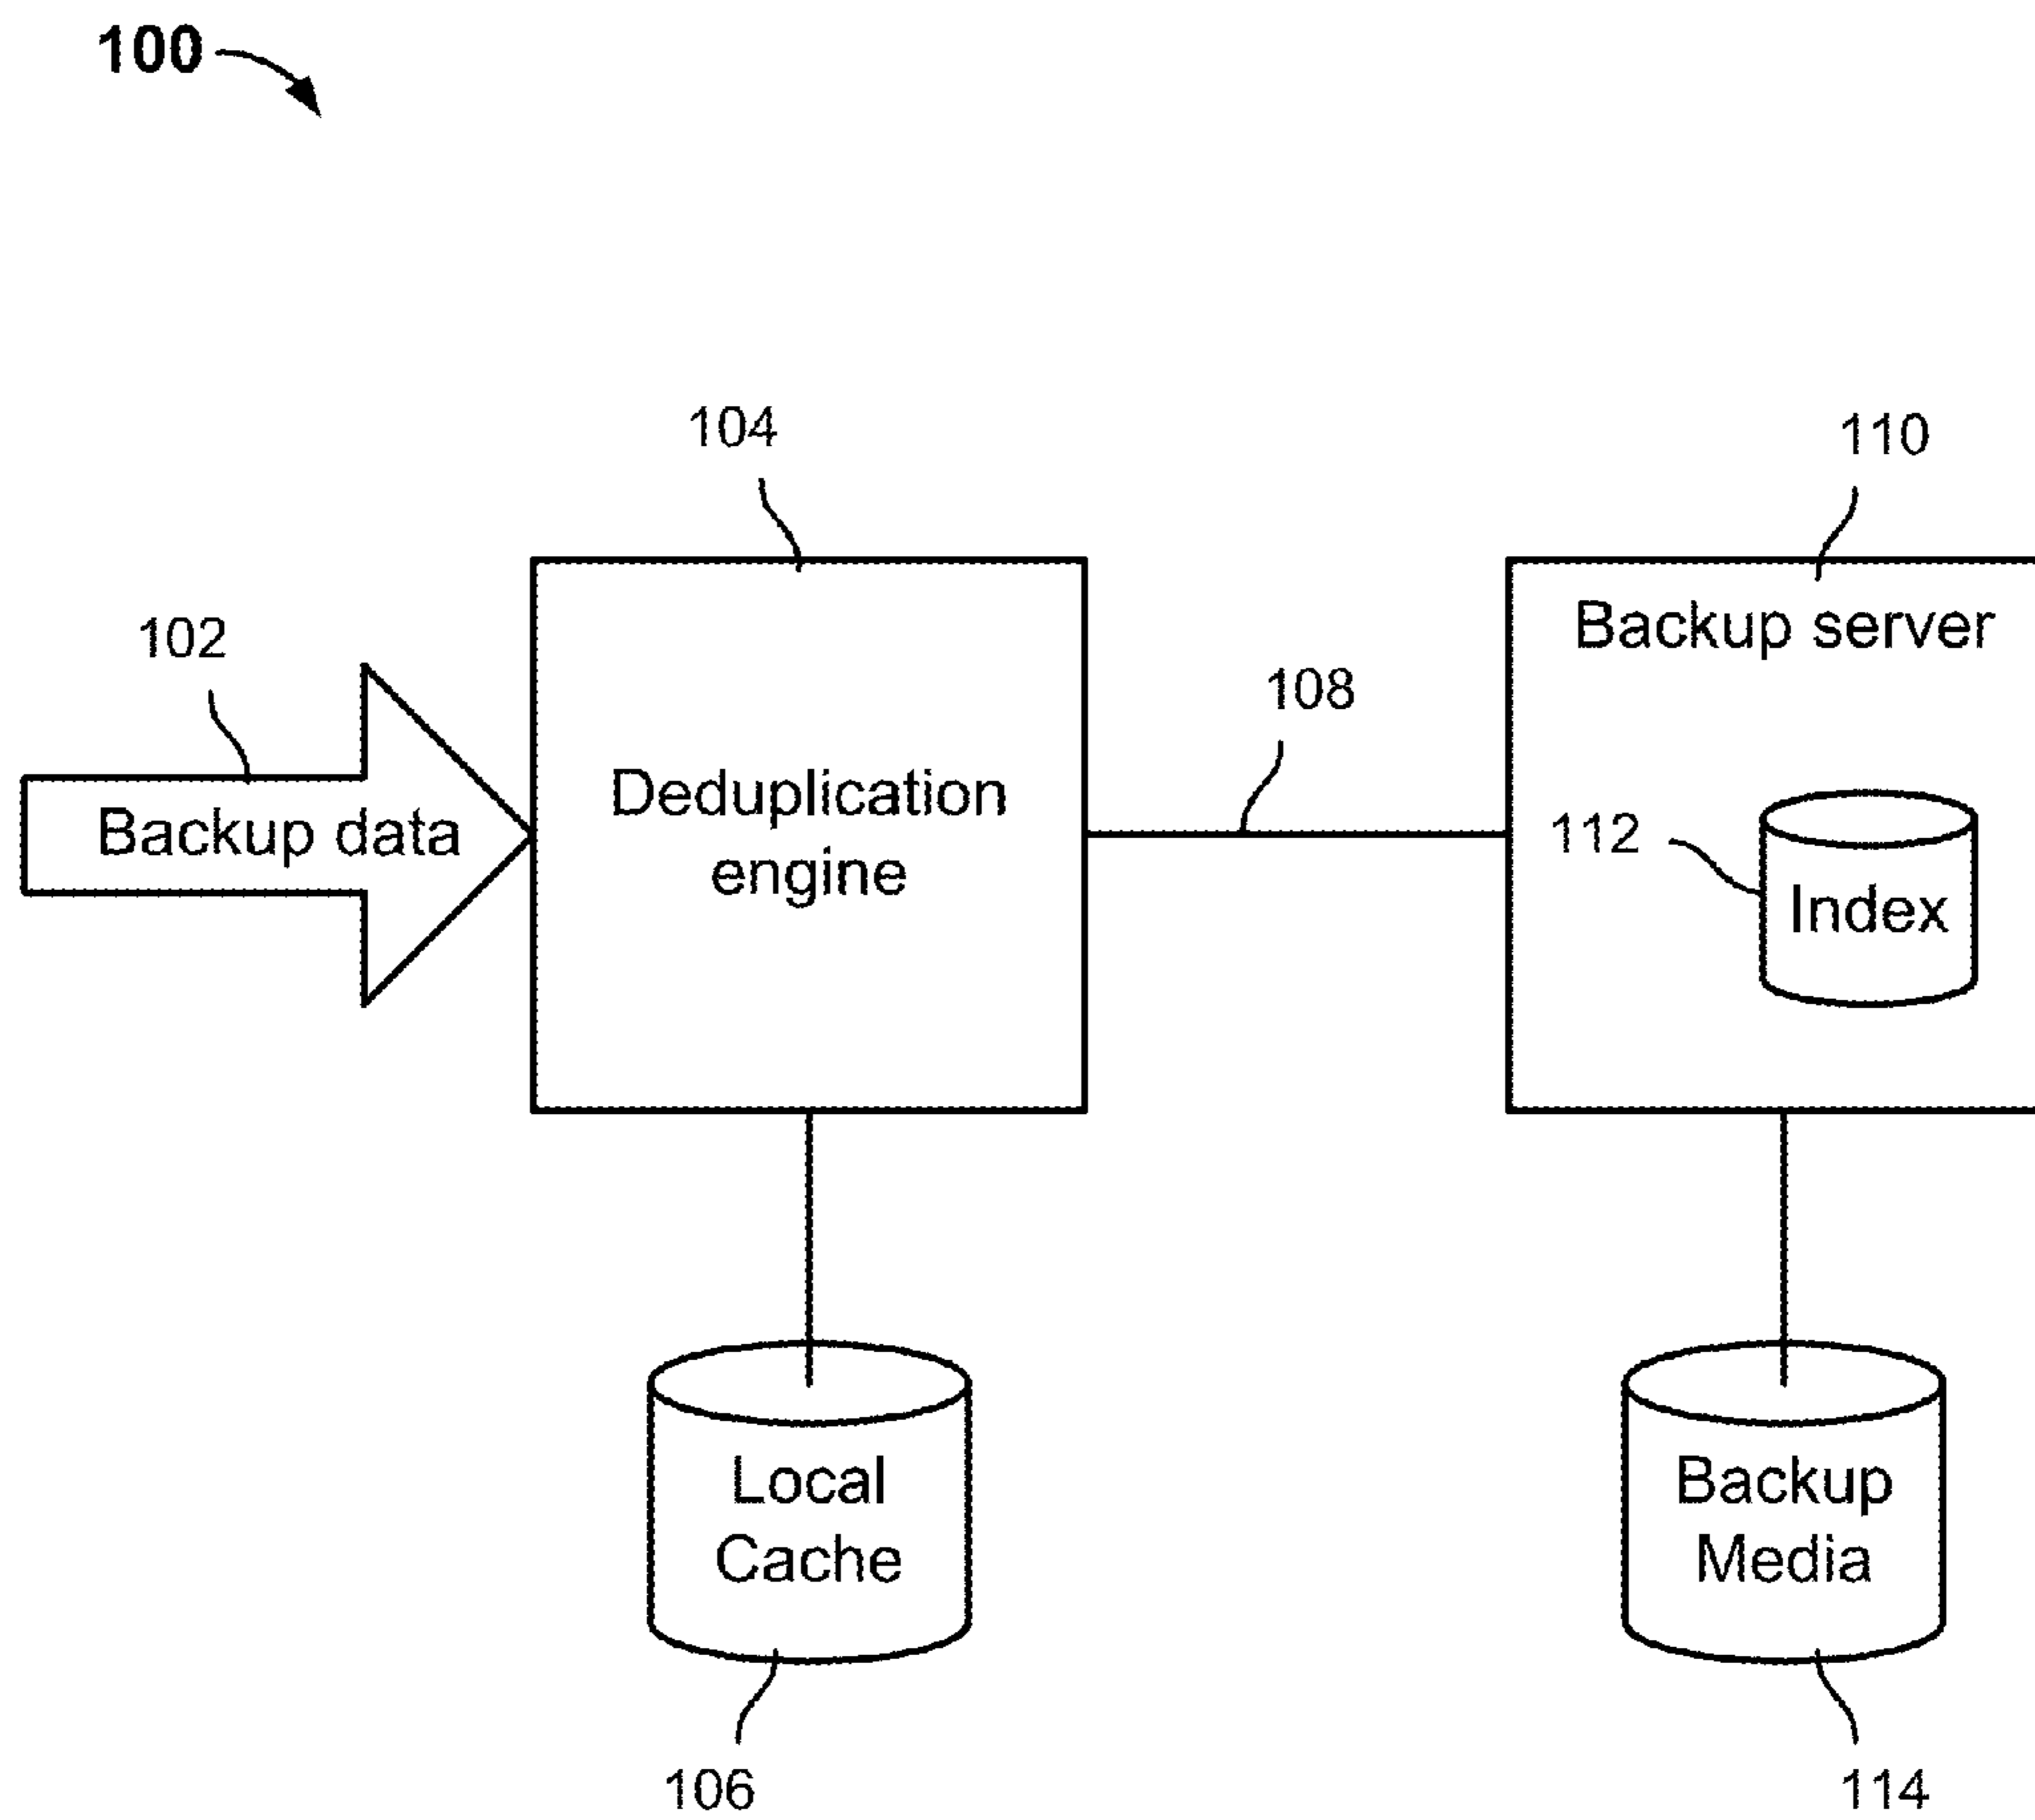 100
104
110
102
Backup server
108
Backup data
Deduplication
engine
112
Index
Local
Cache
Backup
Media
106
114